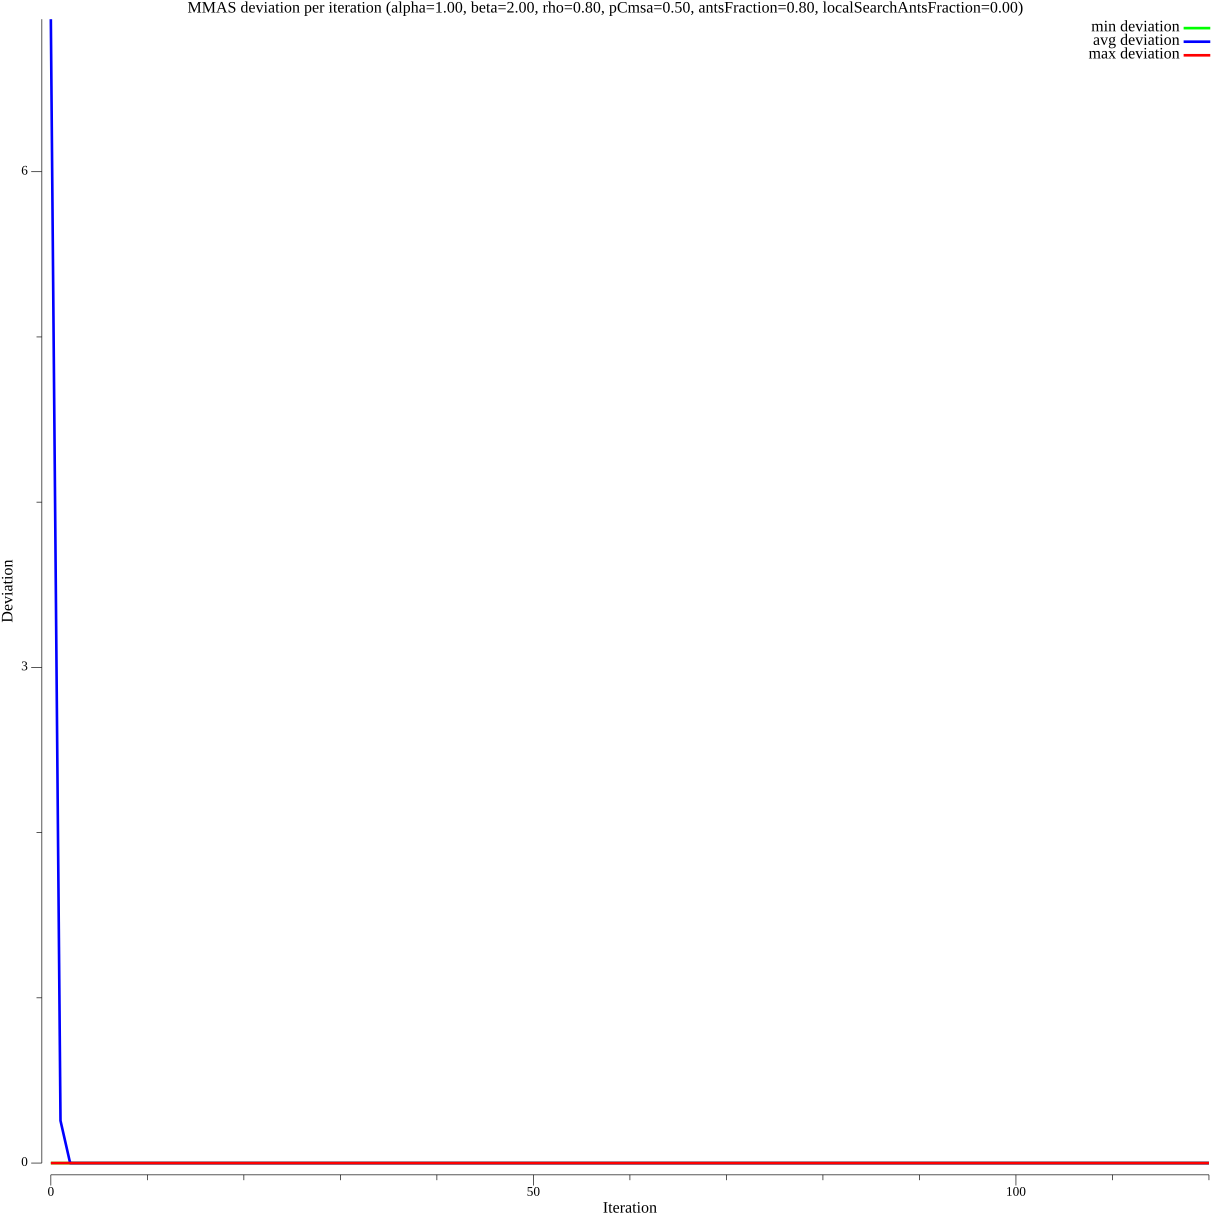 MMAS deviation per iteration (alpha=1.00, beta=2.00, rho=0.80, pCmsa=0.50, antsFraction=0.80, localSearchAntsFraction=0.00)
min deviation
avg deviation
max deviation
6
3
0
Deviation
0 50 100
Iteration